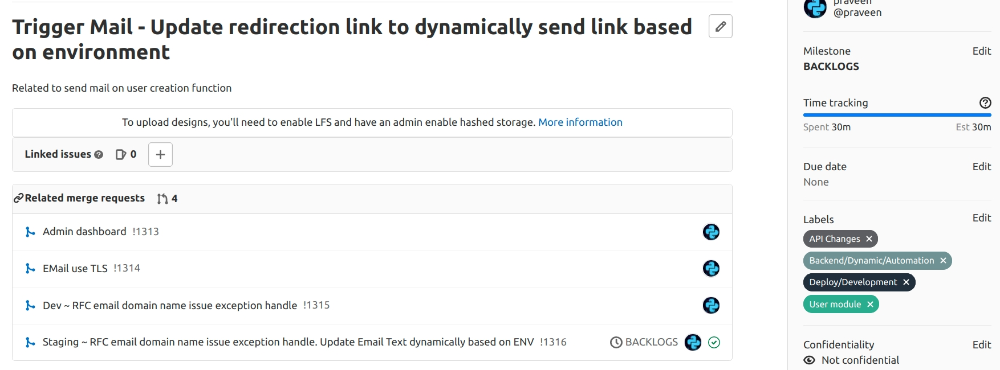 Trigger Mail - Update redirection link to dynamically send link based
on environment
Related to send mail on user creation function
To upload designs, you'll need to enable LFS and have an admin enable hashed storage. More information
Linked issues ? 0 +
Related merge requests 4
Admin dashboard !1313
EMail use TLS !1314
Dev ~ RFC email domain name issue exception handle !1315
Staging ~ RFC email domain name issue exception handle. Update Email Text dynamically based on ENV !1316 BACKLOGS
praveen
@praveen
Milestone Edit
BACKLOGS
Time tracking ?
Spent 30m Est 30m
Due date Edit
None
Labels Edit
API Changes ×
Backend/Dynamic/Automation ×
Deploy/Development ×
User module ×
Confidentiality Edit
Not confidential